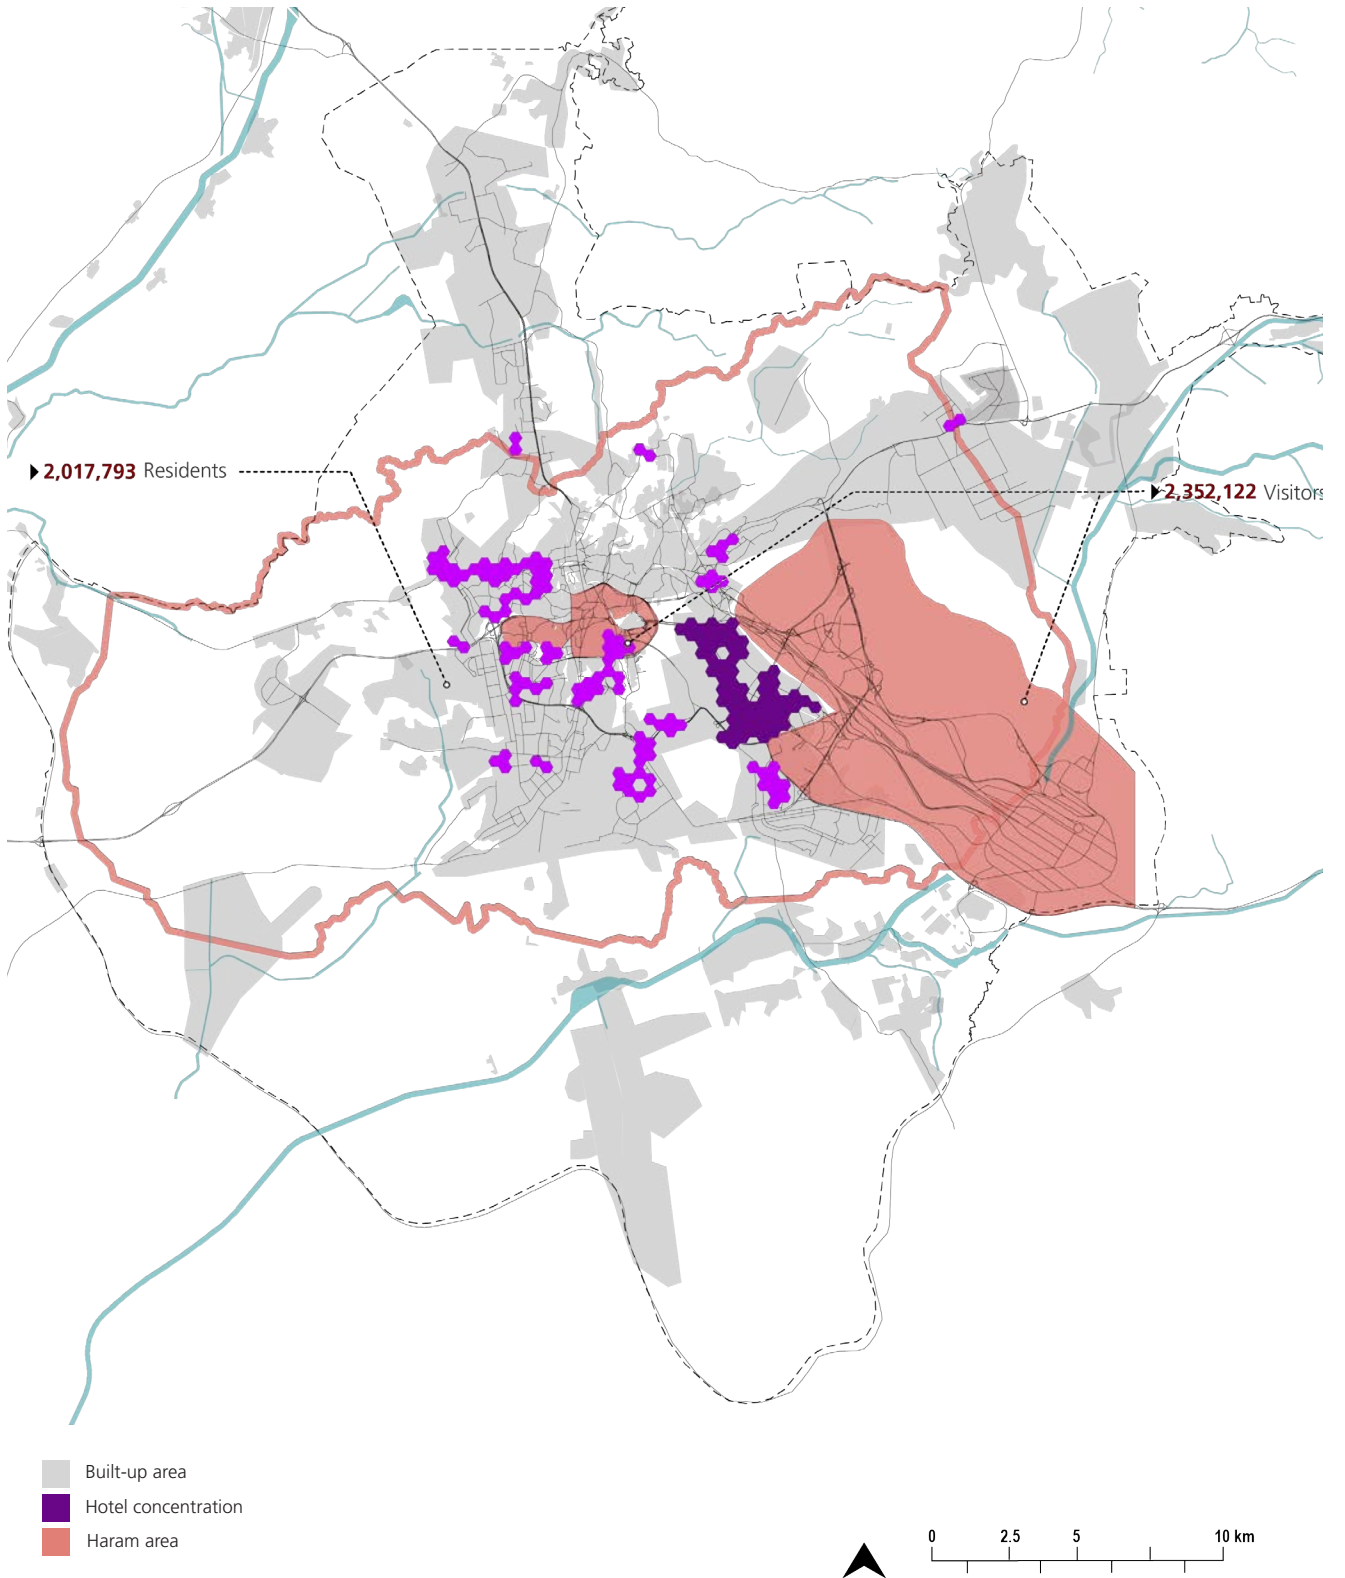 2,017,793 Residents
2,352,122 Visitors
Built-up area
Hotel concentration
Haram area
0 2.5 5 10 km